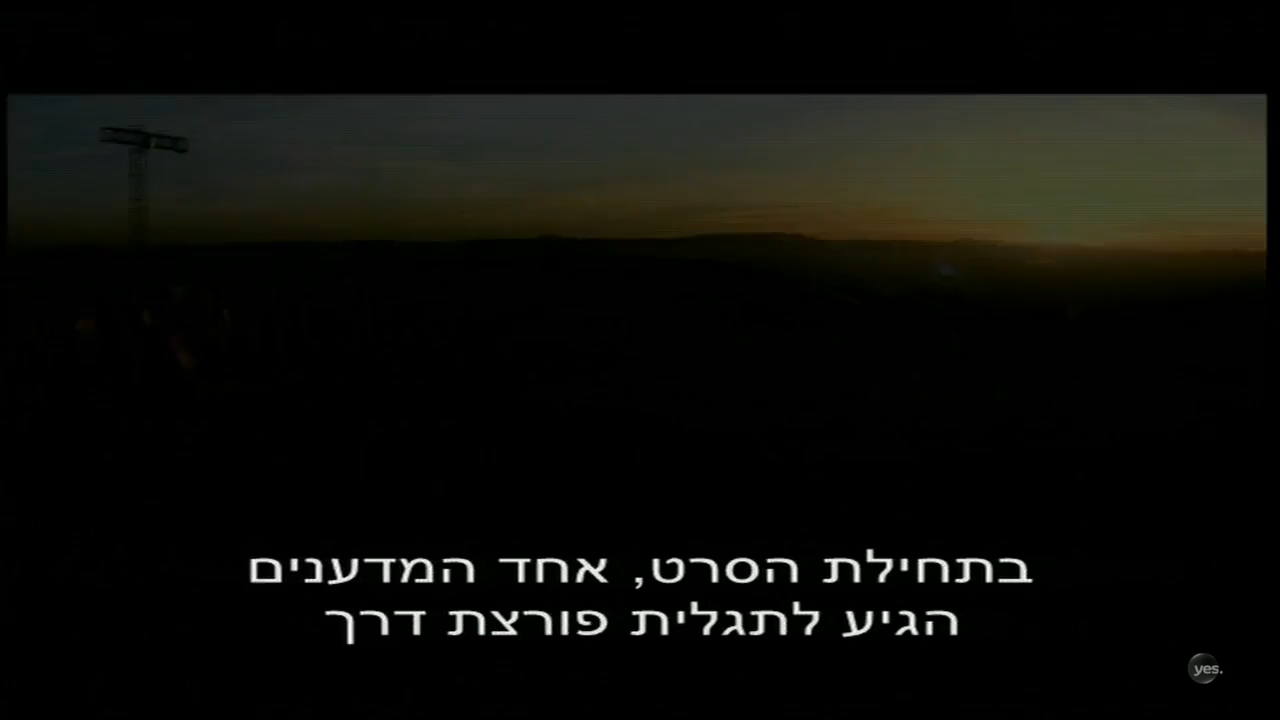 בתחילת הסרט, אחד המדענים
הגיע לתגלית פורצת דרך
yes.